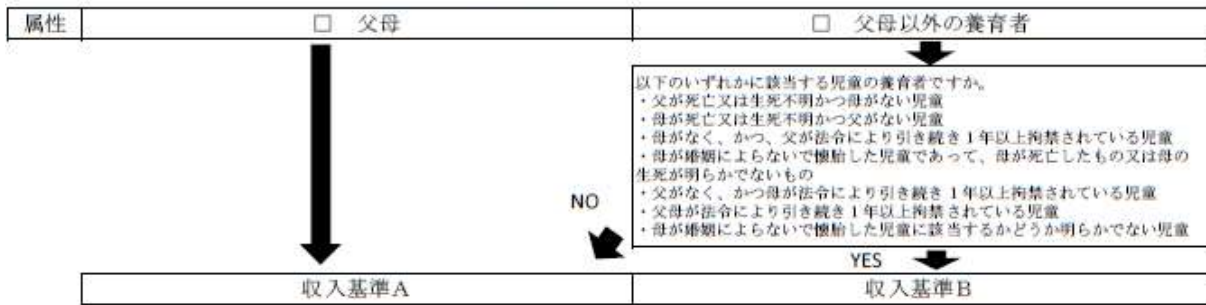 属性 □ 父母 □ 父母以外の養育者
以下のいずれかに該当する児童の養育者ですか。
・父が死亡又は生死不明かつ母がない児童
・母が死亡又は生死不明かつ父がない児童
・母がなく、かつ、父が法令により引き続き1年以上拘禁されている児童
・母が婚姻によらないで懐胎した児童であって、母が死亡したもの又は母の
生死が明らかでないもの
・父がなく、かつ母が法令により引き続き1年以上拘禁されている児童
・父母が法令により引き続き1年以上拘禁されている児童
・母が婚姻によらないで懐胎した児童に該当するかどうか明らかでない児童
NO
YES
収入基準A 収入基準B